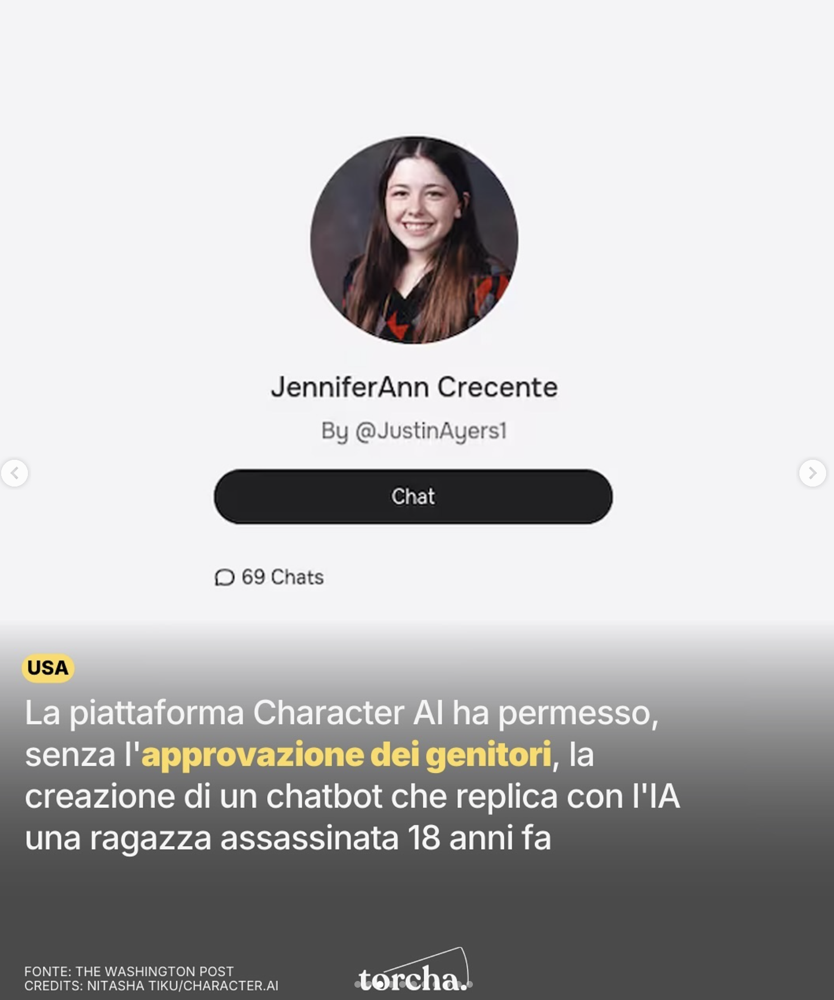 JenniferAnn Crecente
By @JustinAyers1
Chat
69 Chats
USA
La piattaforma Character AI ha permesso,
senza l'approvazione dei genitori, la
creazione di un chatbot che replica con l'IA
una ragazza assassinata 18 anni fa
FONTE: THE WASHINGTON POST
CREDITS: NITASHA TIKU/CHARACTER.AI
torcha.